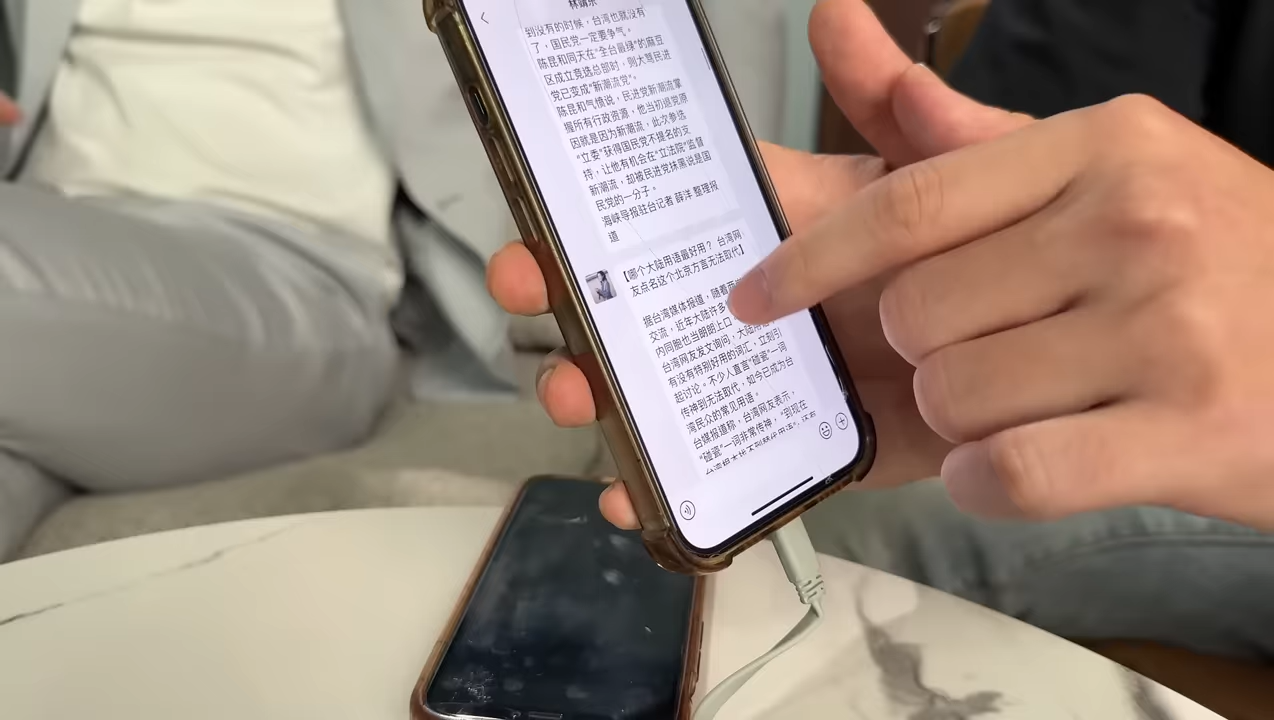 到没有的时候，台湾也就没有
了，国民党一定要争气。
陈昆和同天在“全台最绿”的麻豆
区成立竞选总部时，则大骂民进
党已变成“新潮流党”。
陈昆和气愤说，民进党新潮流掌
握所有行政资源，他当初退党原
因就是因为新潮流，此次参选
“立委”获得国民党不提名的支
持，让他有机会在“立法院”监督
新潮流，却被民进党抹黑说是国
民党的一分子。
海峡导报驻台记者 薛洋 整理报
道
【哪个大陆用语最好用？ 台湾网
友点名这个北京方言无法取代】
据台湾媒体报道，随着两
交流，近年大陆许多
内同胞也当朗朗上口
台湾网友发文询问，大陆用
有没有特别好用的词汇，立刻引
起讨论。不少人直言“碰瓷”一词
传神到无法取代，如今已成为台
湾民众的常见用语。
台媒报道称，台湾网友表示，
“碰瓷”一词非常传神，“到现在